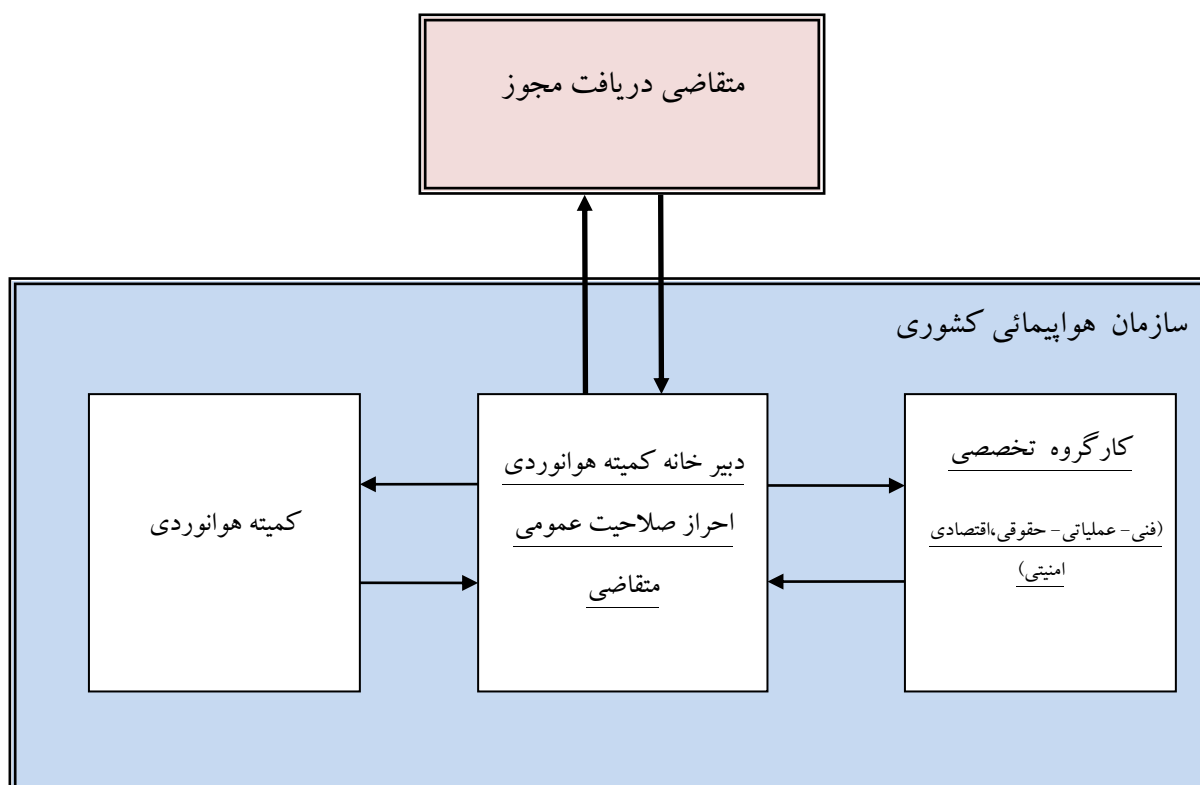 متقاضی دریافت مجوز
سازمان هواپیمائی کشوری
کارگروه تخصصی
(فنی - عملیاتی - حقوقی،اقتصادی
امنیتی)
دبیر خانه کمیته هوانوردی
احراز صلاحیت عمومی
متقاضی
کمیته هوانوردی